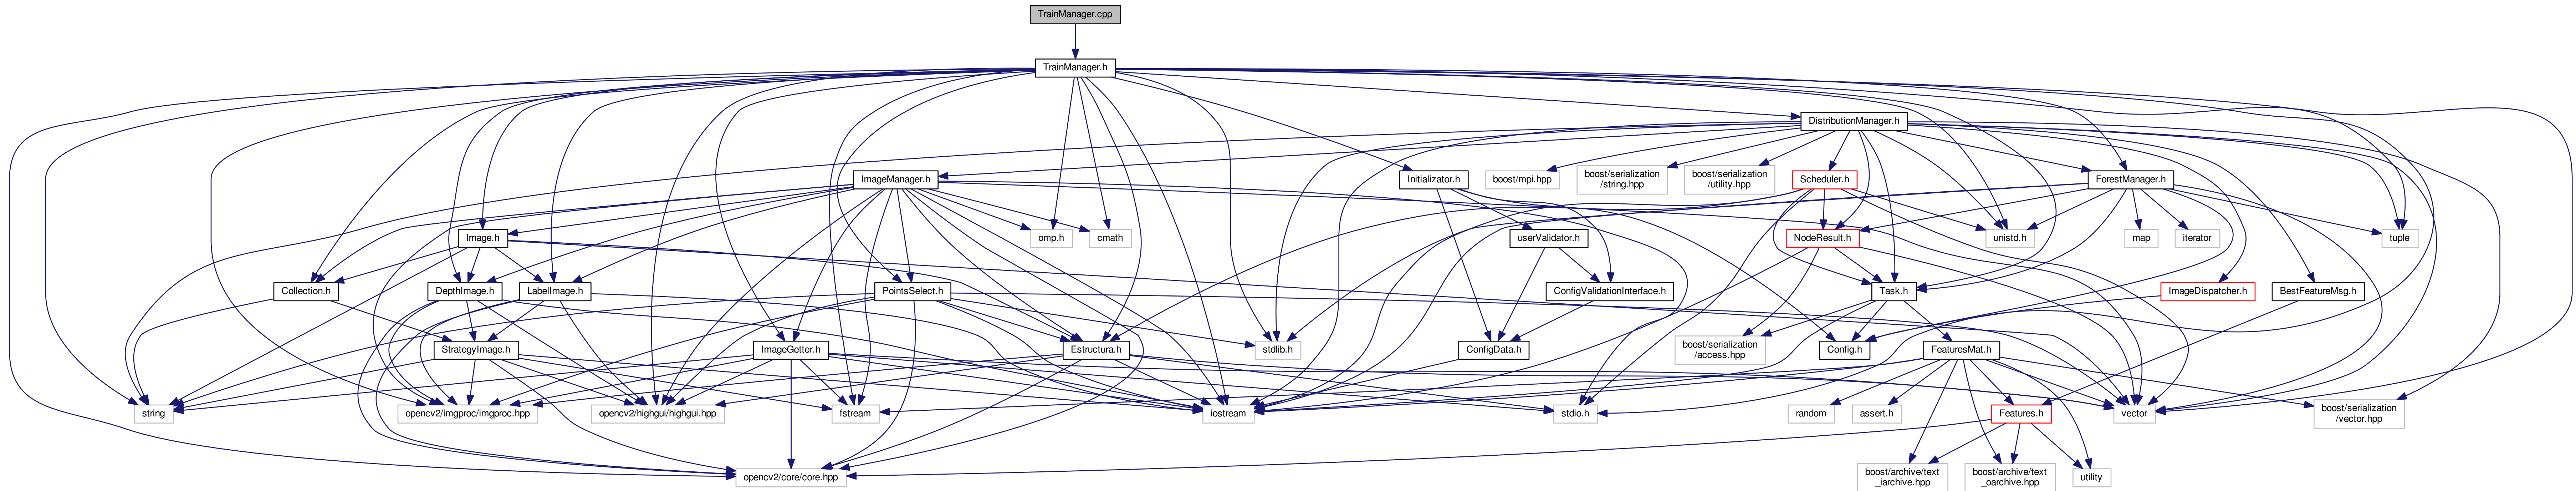 TrainManager.cpp
TrainManager.h
DistributionManager.h
ImageManager.h
Initializator.h
boost/mpi.hpp
boost/serialization
/string.hpp
boost/serialization
/utility.hpp
Scheduler.h
ForestManager.h
Image.h
omp.h
cmath
userValidator.h
NodeResult.h
unistd.h
map
iterator
tuple
Collection.h
DepthImage.h
LabelImage.h
PointsSelect.h
ConfigValidationInterface.h
Task.h
ImageDispatcher.h
BestFeatureMsg.h
StrategyImage.h
ImageGetter.h
Estructura.h
stdlib.h
ConfigData.h
boost/serialization
/access.hpp
Config.h
FeaturesMat.h
string
opencv2/imgproc/imgproc.hpp
opencv2/highgui/highgui.hpp
fstream
iostream
stdio.h
random
assert.h
Features.h
vector
boost/serialization
/vector.hpp
opencv2/core/core.hpp
boost/archive/text
_iarchive.hpp
boost/archive/text
_oarchive.hpp
utility